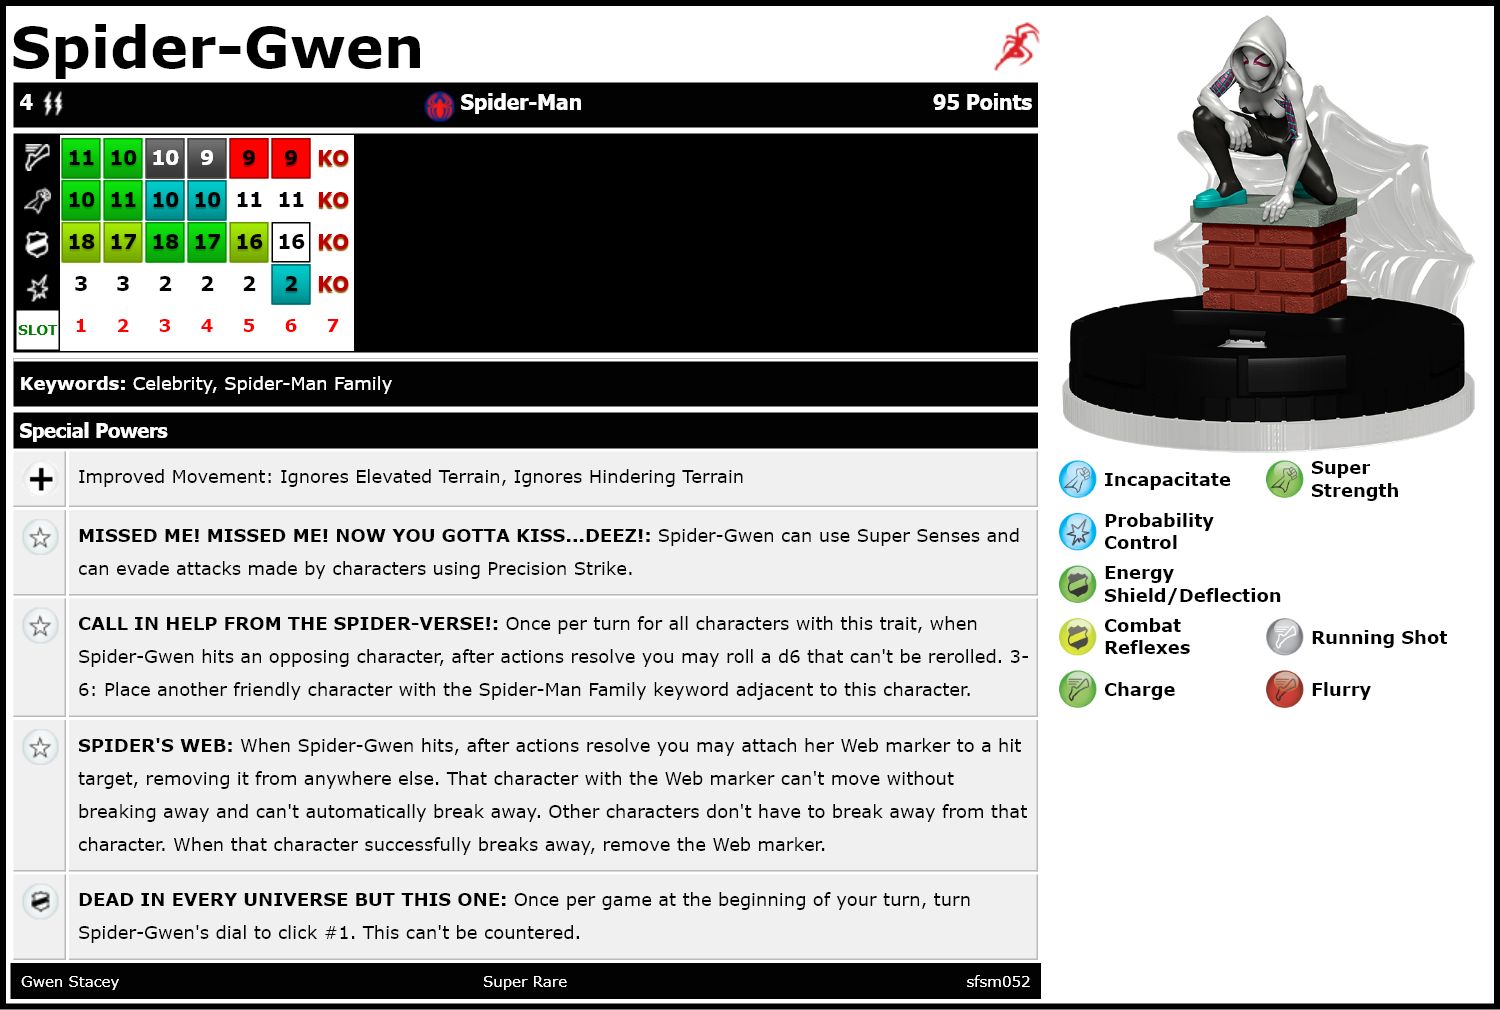 Spider-Gwen
4 Spider-Man 95 Points
11 10 10 9 9 9 KO
10 11 10 10 11 11 KO
18 17 18 17 16 16 KO
3 3 2 2 2 2 KO
SLOT 1 2 3 4 5 6 7
Keywords: Celebrity, Spider-Man Family
Special Powers
Improved Movement: Ignores Elevated Terrain, Ignores Hindering Terrain
MISSED ME! MISSED ME! NOW YOU GOTTA KISS...DEEZ!: Spider-Gwen can use Super Senses and
can evade attacks made by characters using Precision Strike.
CALL IN HELP FROM THE SPIDER-VERSE!: Once per turn for all characters with this trait, when
Spider-Gwen hits an opposing character, after actions resolve you may roll a d6 that can't be rerolled. 3-
6: Place another friendly character with the Spider-Man Family keyword adjacent to this character.
SPIDER'S WEB: When Spider-Gwen hits, after actions resolve you may attach her Web marker to a hit
target, removing it from anywhere else. That character with the Web marker can't move without
breaking away and can't automatically break away. Other characters don't have to break away from that
character. When that character successfully breaks away, remove the Web marker.
DEAD IN EVERY UNIVERSE BUT THIS ONE: Once per game at the beginning of your turn, turn
Spider-Gwen's dial to click #1. This can't be countered.
Gwen Stacey Super Rare sfsm052
Incapacitate
Super
Strength
Probability
Control
Energy
Shield/Deflection
Combat
Reflexes
Running Shot
Charge
Flurry